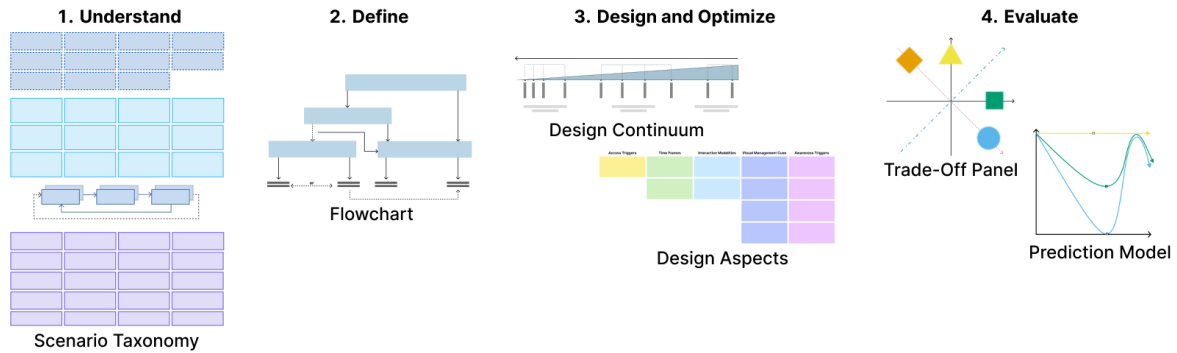 1. Understand
2. Define
3. Design and Optimize
4. Evaluate
Scenario Taxonomy
or
Flowchart
Design Continuum
Access Triggers
Time Frames
Interaction Modalities
Visual Management Cues
Awareness Triggers
Design Aspects
Trade-Off Panel
Prediction Model